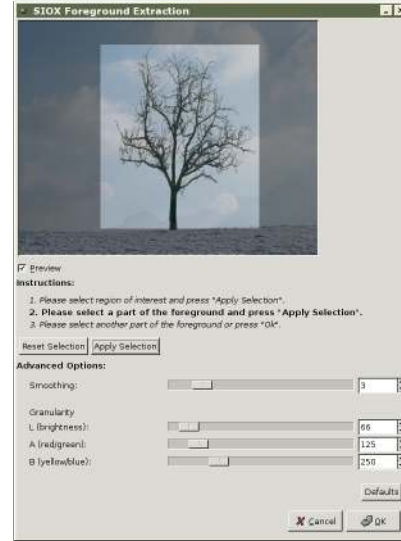 SIOX Foreground Extraction
Preview
Instructions:
1. Please select region of interest and press "Apply Selection".
2. Please select a part of the foreground and press "Apply Selection".
3. Please select another part of the foreground or press "Ok".
Reset Selection Apply Selection
Advanced Options:
Smoothing: 3
Granularity
L (brightness): 66
A (red/green): 125
B (yellow/blue): 250
Defaults
Cancel OK